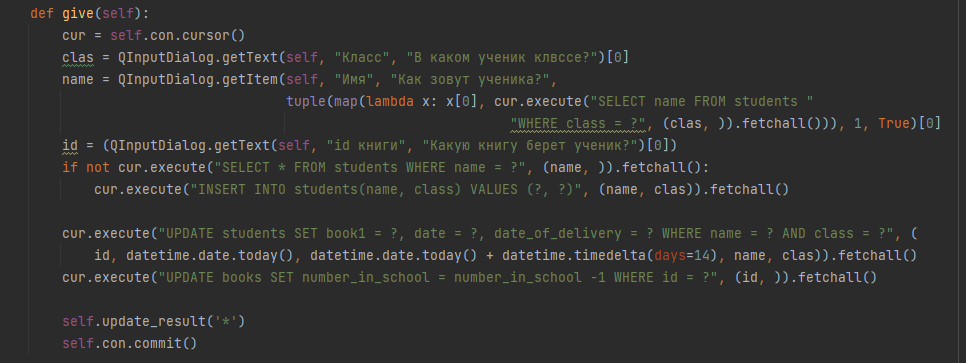 def give(self):
    cur = self.con.cursor()
    clas = QInputDialog.getText(self, "Класс", "В каком ученик клвссе?")[0]
    name = QInputDialog.getItem(self, "Имя", "Как зовут ученика?",
                                tuple(map(lambda x: x[0], cur.execute("SELECT name FROM students "
                                                            "WHERE class = ?", (clas, )).fetchall())), 1, True)[0]
    id = (QInputDialog.getText(self, "id книги", "Какую книгу берет ученик?")[0])
    if not cur.execute("SELECT * FROM students WHERE name = ?", (name, )).fetchall():
        cur.execute("INSERT INTO students(name, class) VALUES (?, ?)", (name, clas)).fetchall()

    cur.execute("UPDATE students SET book1 = ?, date = ?, date_of_delivery = ? WHERE name = ? AND class = ?", (
        id, datetime.date.today(), datetime.date.today() + datetime.timedelta(days=14), name, clas)).fetchall()
    cur.execute("UPDATE books SET number_in_school = number_in_school -1 WHERE id = ?", (id, )).fetchall()

    self.update_result('*')
    self.con.commit()